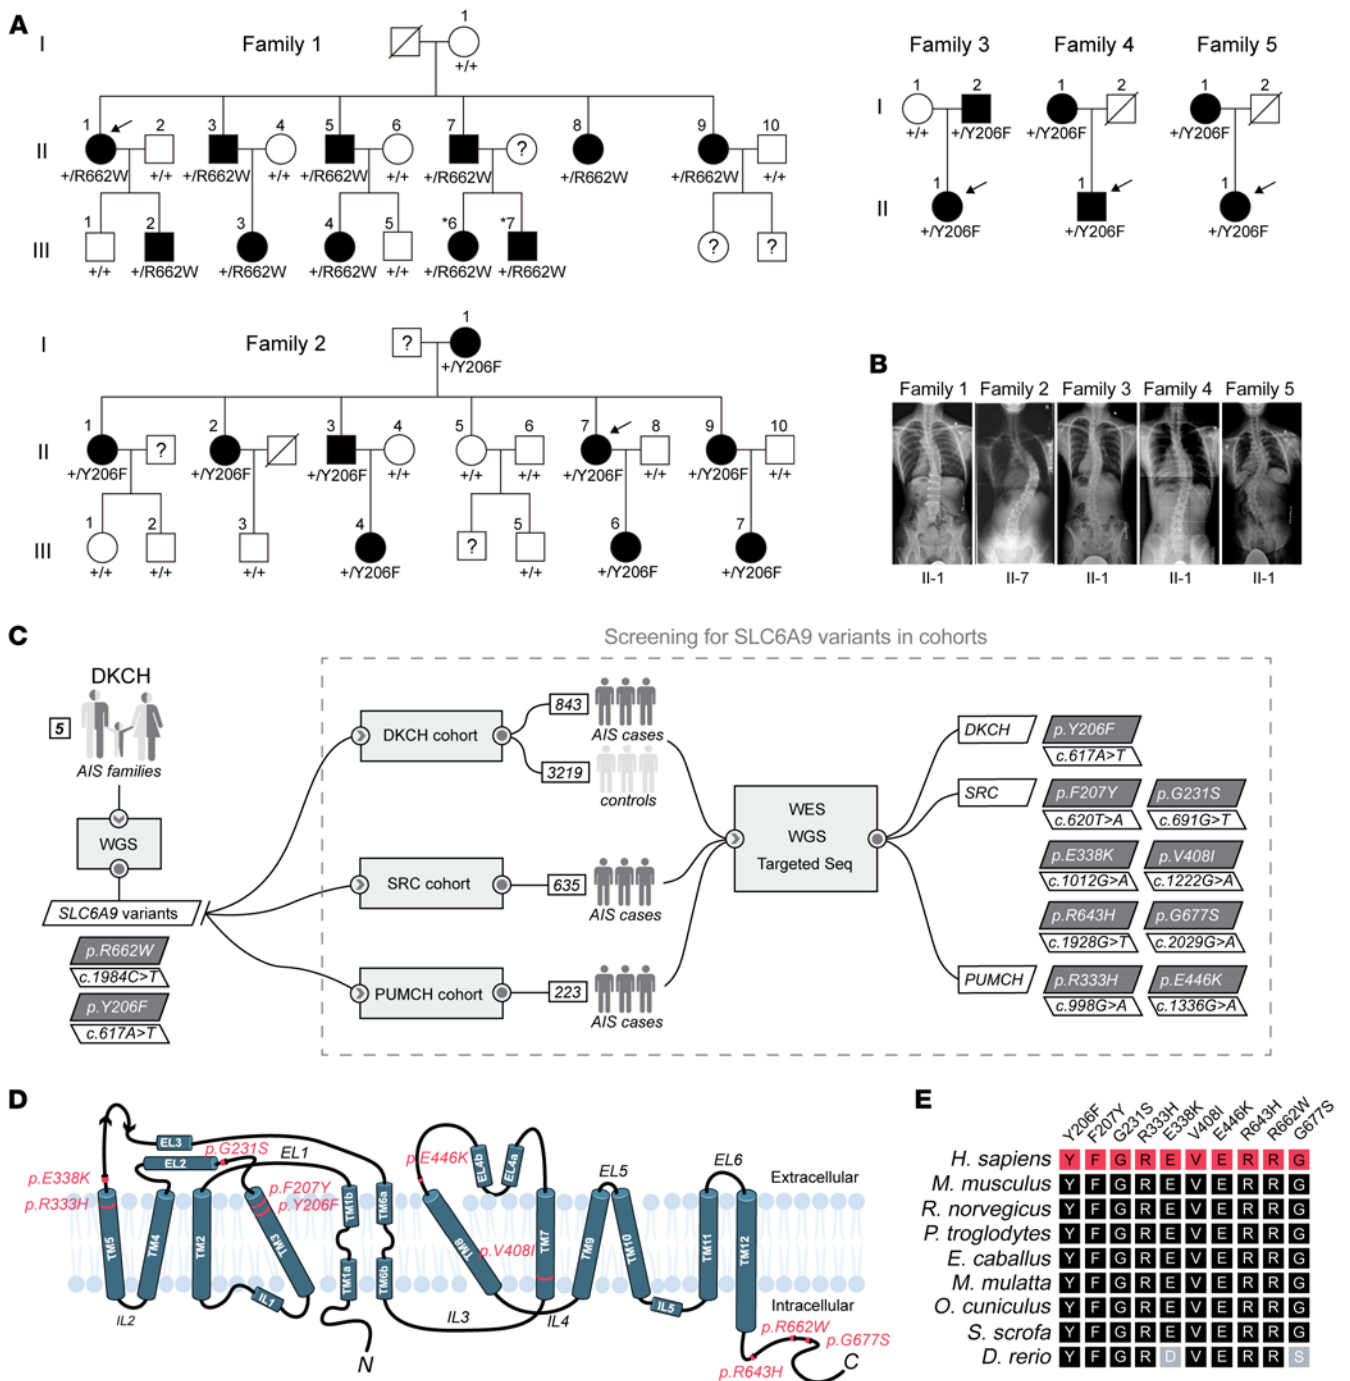 A
I
Family 1
1
+/+
1 2 3 4 5 6 7 ? 8 9 10
II
+/R662W +/+ +/R662W +/+ +/R662W +/+ +/R662W +/R662W +/R662W +/+
1 2 3 4 5 *6 *7 ? ?
III
+/+ +/R662W +/R662W +/R662W +/+ +/R662W +/R662W
Family 3 Family 4 Family 5
I
1 2 1 2 1 2
+/+ +/Y206F +/Y206F +/Y206F
II
1 1 1
+/Y206F +/Y206F +/Y206F
I
Family 2
? 1
+/Y206F
1 ? 2 3 4 5 6 7 8 9 10
II
+/Y206F +/Y206F +/Y206F +/+ +/+ +/+ +/Y206F +/+ +/Y206F +/+
1 2 3 4 ? 5 6 7
III
+/+ +/+ +/+ +/Y206F +/+ +/Y206F +/Y206F
B
Family 1 Family 2 Family 3 Family 4 Family 5
II-1 II-7 II-1 II-1 II-1
C
Screening for SLC6A9 variants in cohorts
DKCH
5
AIS families
WGS
SLC6A9 variants
p.R662W
c.1984C>T
p.Y206F
c.617A>T
DKCH cohort
843
AIS cases
3219
controls
SRC cohort
635
AIS cases
PUMCH cohort
223
AIS cases
WES
WGS
Targeted Seq
DKCH
p.Y206F
c.617A>T
SRC
p.F207Y p.G231S
c.620T>A c.691G>T
p.E338K p.V408I
c.1012G>A c.1222G>A
p.R643H p.G677S
c.1928G>T c.2029G>A
PUMCH
p.R333H p.E446K
c.998G>A c.1336G>A
D
EL3
p.G231S
EL1
EL2
p.E338K
p.R333H
p.F207Y
p.Y206F
p.E446K
EL4b
EL4a
EL5
EL6
Extracellular
TM5
TM4
TM2
TM3
TM1b
TM6a
TM8
p.V408I
TM7
TM9
TM10
TM11
TM12
TM1a
TM6b
IL1
IL2
IL3
IL4
IL5
Intracellular
p.R662W
p.G677S
p.R643H
N
C
E
Y206F F207Y G231S R333H E338K V408I E446K R643H R662W G677S
H. sapiens Y F G R E V E R R G
M. musculus Y F G R E V E R R G
R. norvegicus Y F G R E V E R R G
P. troglodytes Y F G R E V E R R G
E. caballus Y F G R E V E R R G
M. mulatta Y F G R E V E R R G
O. cuniculus Y F G R E V E R R G
S. scrofa Y F G R E V E R R G
D. rerio Y F G R D V E R R S